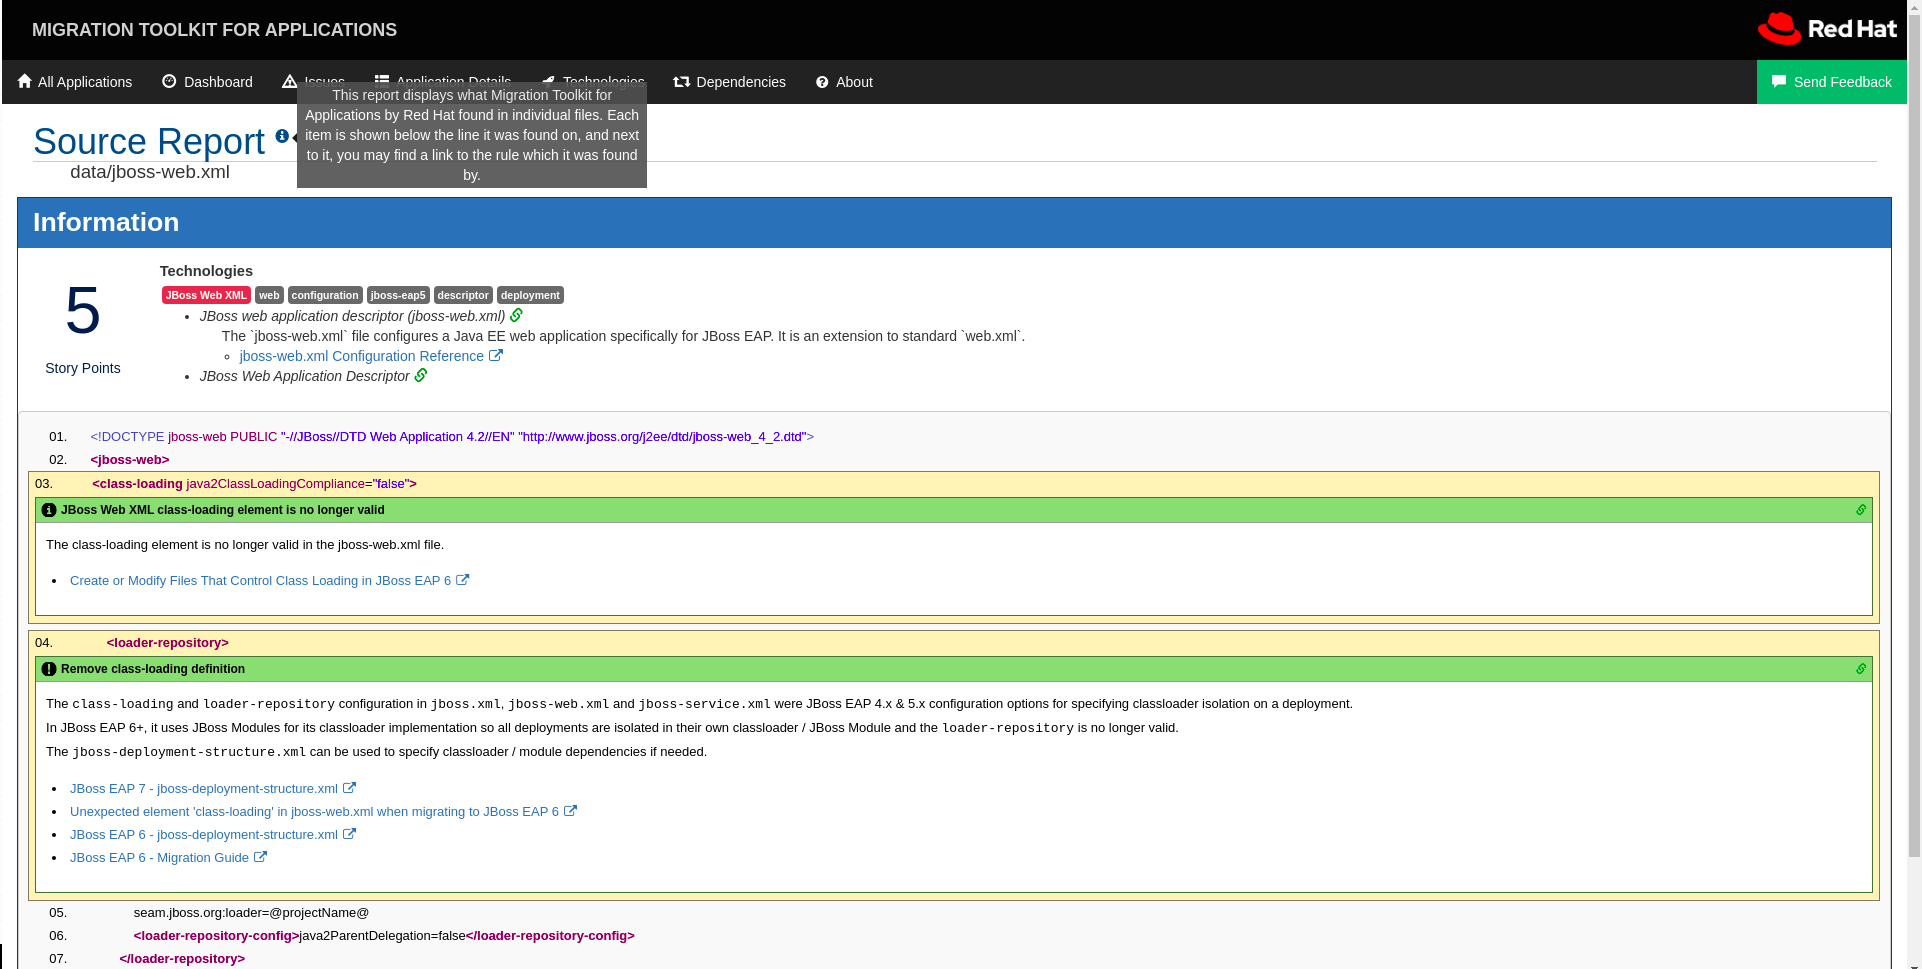 MIGRATION TOOLKIT FOR APPLICATIONS
Red Hat
All Applications Dashboard Issues Application Details Technologies Dependencies About Send Feedback
This report displays what Migration Toolkit for
Applications by Red Hat found in individual files. Each
item is shown below the line it was found on, and next
to it, you may find a link to the rule which it was found
by.
Source Report
data/jboss-web.xml
Information
5
Story Points
Technologies
JBoss Web XML web configuration jboss-eap5 descriptor deployment
• JBoss web application descriptor (jboss-web.xml)
The `jboss-web.xml` file configures a Java EE web application specifically for JBoss EAP. It is an extension to standard `web.xml`.
jboss-web.xml Configuration Reference
• JBoss Web Application Descriptor
01. <!DOCTYPE jboss-web PUBLIC "-//JBoss//DTD Web Application 4.2//EN" "http://www.jboss.org/j2ee/dtd/jboss-web_4_2.dtd">
02. <jboss-web>
03. <class-loading java2ClassLoadingCompliance="false">
JBoss Web XML class-loading element is no longer valid
The class-loading element is no longer valid in the jboss-web.xml file.
• Create or Modify Files That Control Class Loading in JBoss EAP 6
04. <loader-repository>
Remove class-loading definition
The class-loading and loader-repository configuration in jboss.xml, jboss-web.xml and jboss-service.xml were JBoss EAP 4.x & 5.x configuration options for specifying classloader isolation on a deployment.
In JBoss EAP 6+, it uses JBoss Modules for its classloader implementation so all deployments are isolated in their own classloader / JBoss Module and the loader-repository is no longer valid.
The jboss-deployment-structure.xml can be used to specify classloader / module dependencies if needed.
• JBoss EAP 7 - jboss-deployment-structure.xml
• Unexpected element 'class-loading' in jboss-web.xml when migrating to JBoss EAP 6
• JBoss EAP 6 - jboss-deployment-structure.xml
• JBoss EAP 6 - Migration Guide
05. seam.jboss.org:loader=@projectName@
06. <loader-repository-config>java2ParentDelegation=false</loader-repository-config>
07. </loader-repository>